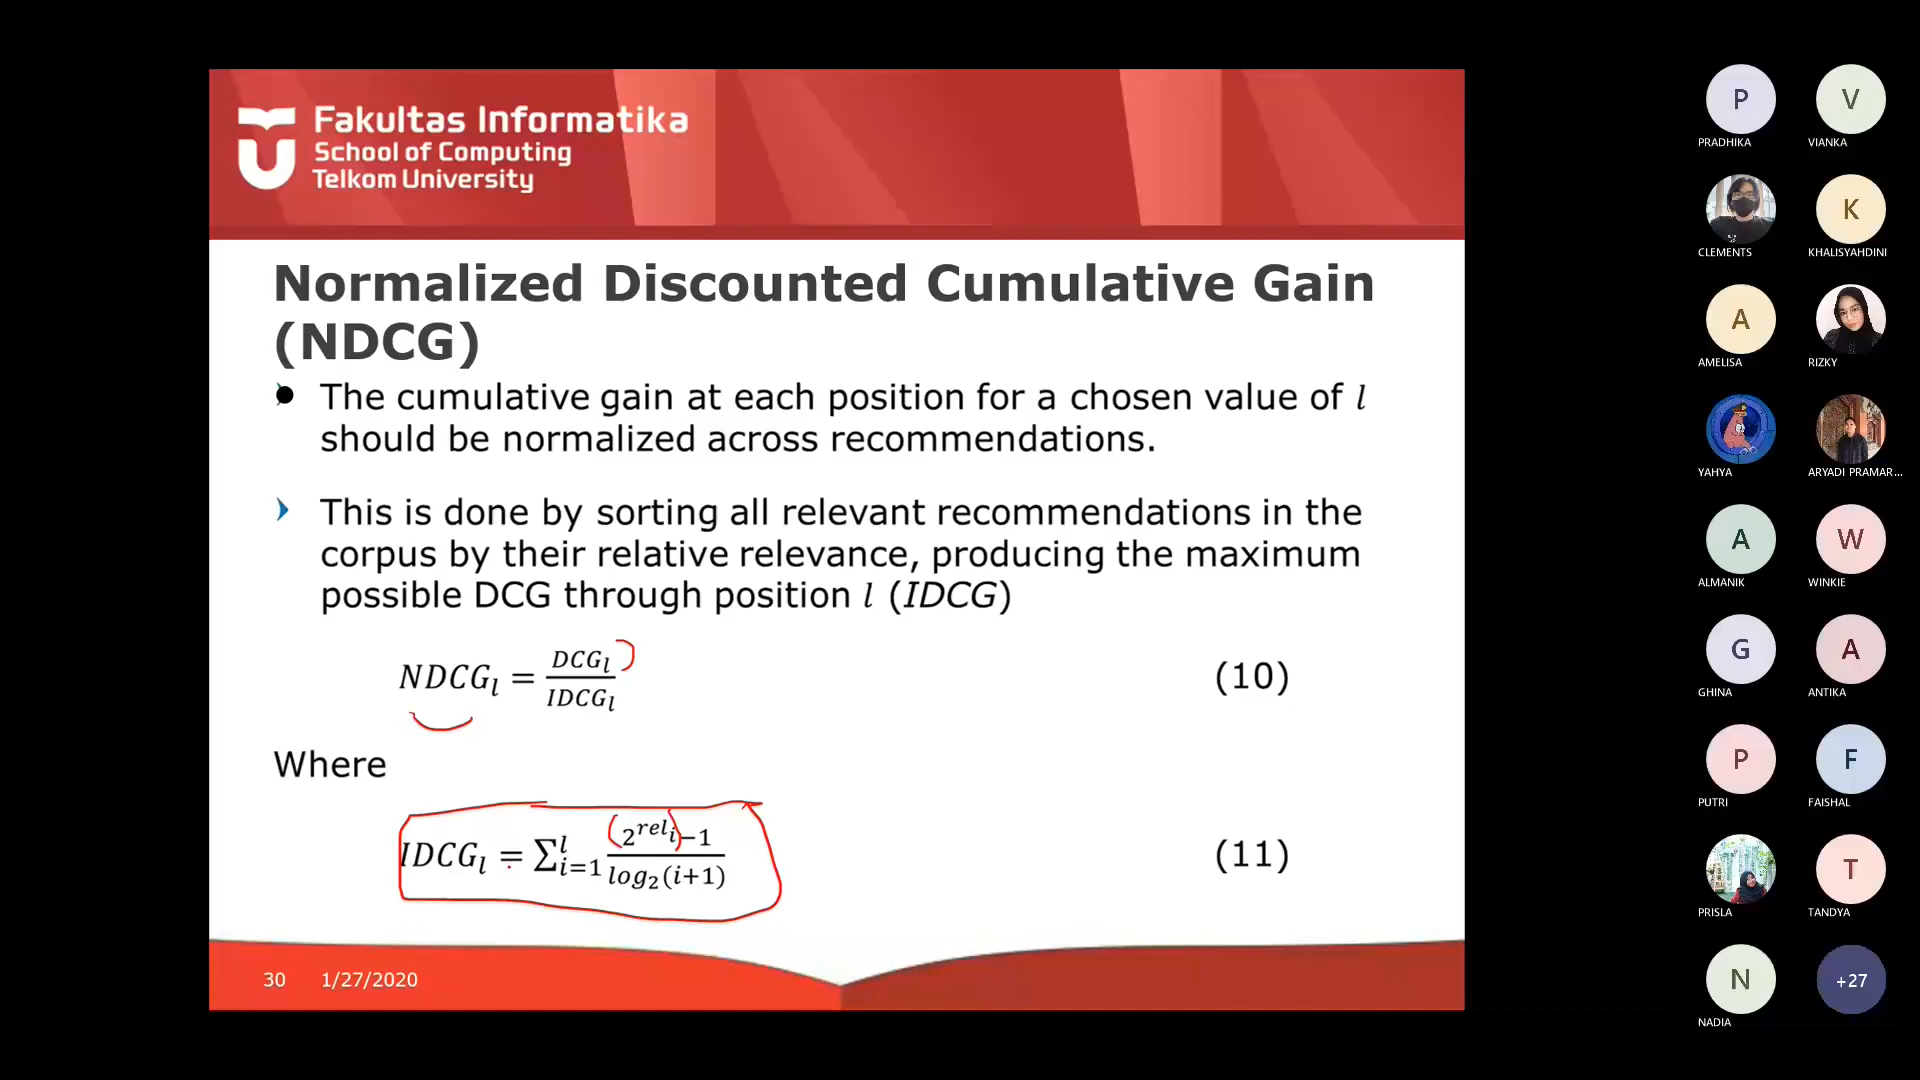 Fakultas Informatika
School of Computing
Telkom University
Normalized Discounted Cumulative Gain
(NDCG)
The cumulative gain at each position for a chosen value of l
should be normalized across recommendations.
This is done by sorting all relevant recommendations in the
corpus by their relative relevance, producing the maximum
possible DCG through position l (IDCG)
NDCG_l = DCG_l / IDCG_l (10)
Where
IDCG_l = ∑_{i=1}^{l} (2^{rel_i} − 1) / log_2(i+1) (11)
30 1/27/2020
P V
PRADHIKA VIANKA
K
CLEMENTS KHALISYAHDINI
A
AMELISA RIZKY
YAHYA ARYADI PRAMAR...
A W
ALMANIK WINKIE
G A
GHINA ANTIKA
P F
PUTRI FAISHAL
T
PRISLA TANDYA
N +27
NADIA